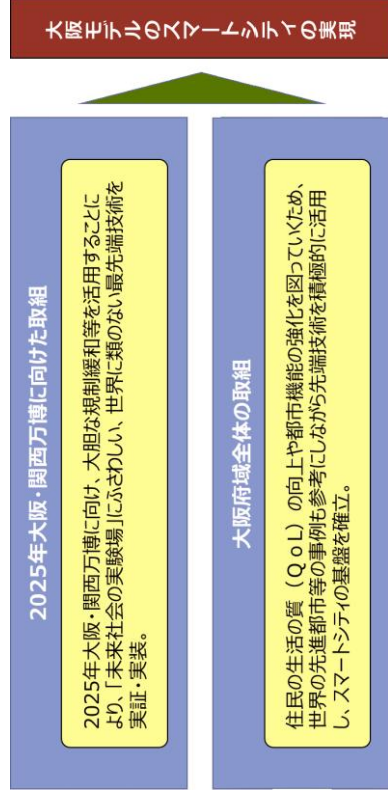 2025年大阪・関西万博に向けた取組
2025年大阪・関西万博に向け、大胆な規制緩和等を活用することに
より、「未来社会の実験場」にふさわしい、世界に類のない最先端技術を
実証・実装。
大阪府域全体の取組
住民の生活の質（QoL）の向上や都市機能の強化を図っていくため、
世界の先進都市等の事例も参考にしながら先端技術を積極的に活用
し、スマートシティの基盤を確立。
大阪モデルのスマートシティの実現